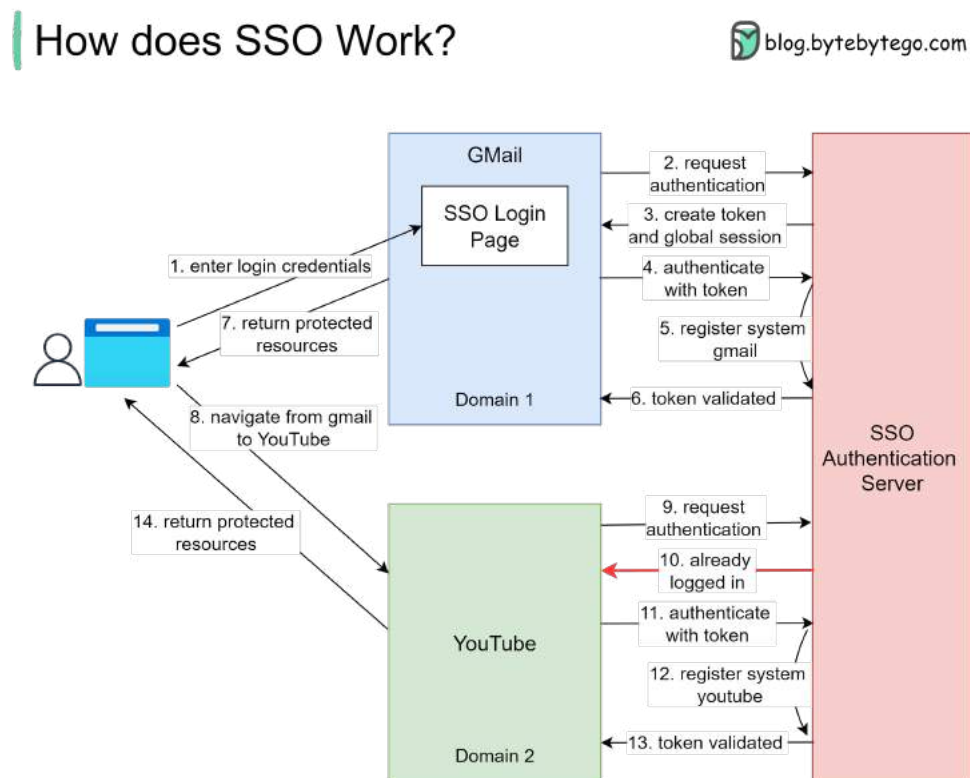 How does SSO Work?
blog.bytebytego.com
GMail
SSO Login
Page
2. request
authentication
3. create token
and global session
1. enter login credentials
4. authenticate
with token
7. return protected
resources
5. register system
gmail
Domain 1
6. token validated
8. navigate from gmail
to YouTube
SSO
Authentication
Server
9. request
authentication
14. return protected
resources
10. already
logged in
11. authenticate
with token
YouTube
12. register system
youtube
13. token validated
Domain 2